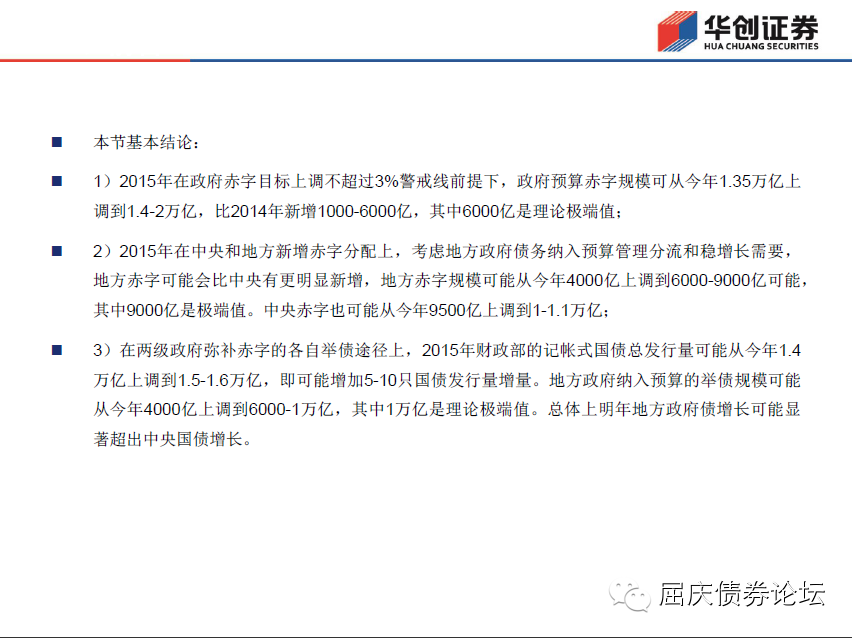 华创证券
HUA CHUANG SECURITIES
本节基本结论：
1）2015年在政府赤字目标上调不超过3%警戒线前提下，政府预算赤字规模可从今年1.35万亿上
调到1.4-2万亿，比2014年新增1000-6000亿，其中6000亿是理论极端值；
2）2015年在中央和地方新增赤字分配上，考虑地方政府债务纳入预算管理分流和稳增长需要，
地方赤字可能会比中央有更明显新增，地方赤字规模可能从今年4000亿上调到6000-9000亿可能，
其中9000亿是极端值。中央赤字也可能从今年9500亿上调到1-1.1万亿；
3）在两级政府弥补赤字的各自举债途径上，2015年财政部的记帐式国债总发行量可能从今年1.4
万亿上调到1.5-1.6万亿，即可能增加5-10只国债发行量增量。地方政府纳入预算的举债规模可能
从今年4000亿上调到6000-1万亿，其中1万亿是理论极端值。总体上明年地方政府债增长可能显
著超出中央国债增长。
屈庆债券论坛